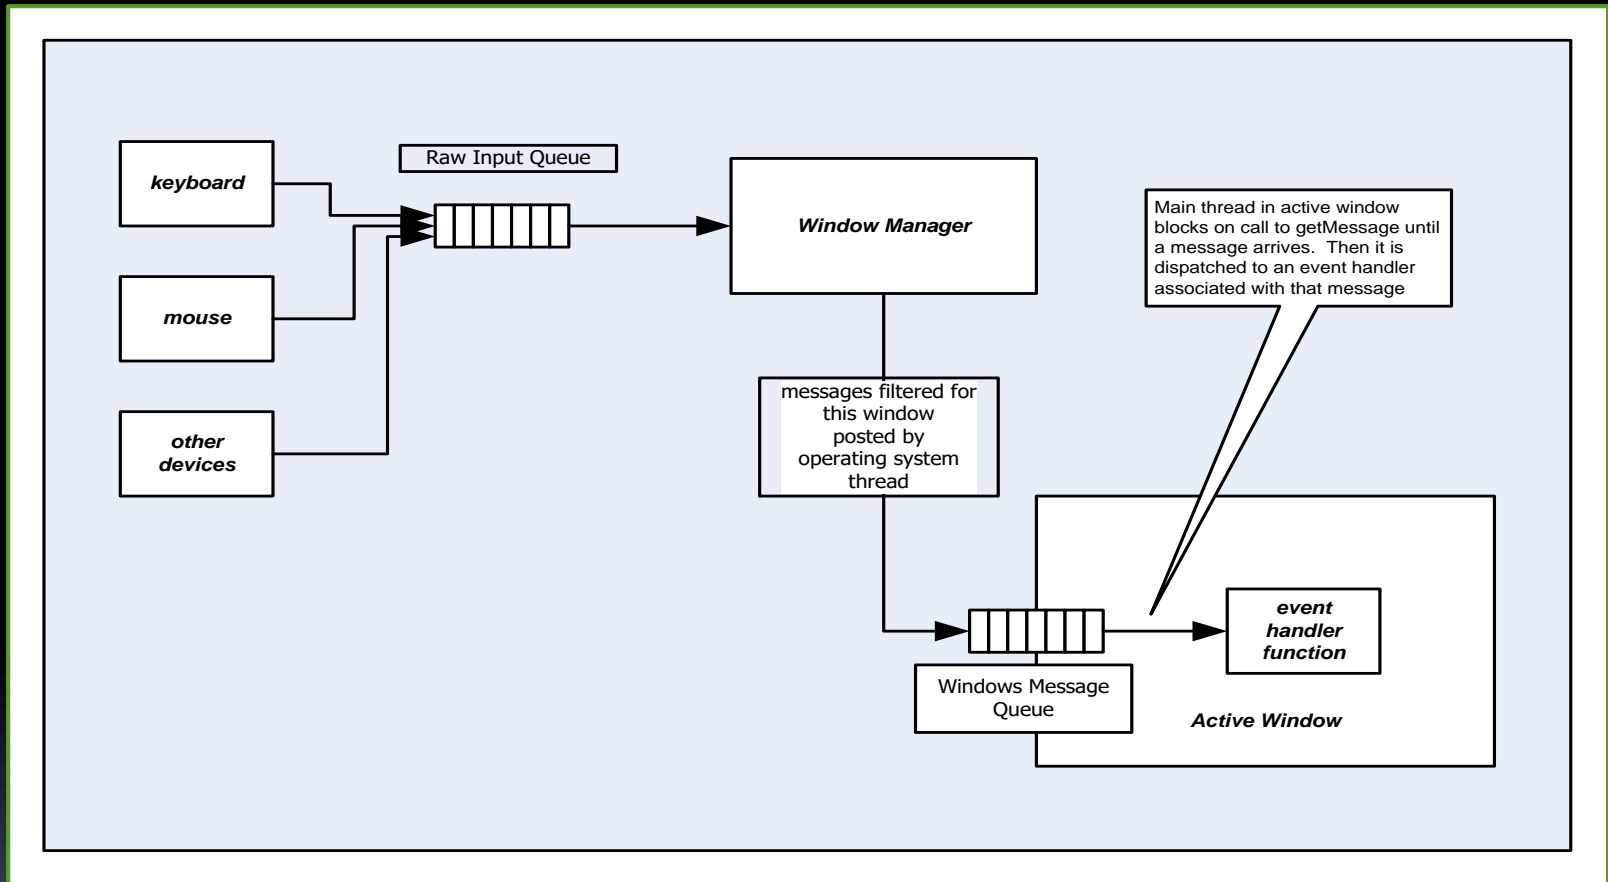 keyboard
Raw Input Queue
Window Manager
Main thread in active window
blocks on call to getMessage until
a message arrives.  Then it is
dispatched to an event handler
associated with that message
mouse
other
devices
messages filtered for
this window
posted by
operating system
thread
event
handler
function
Windows Message
Queue
Active Window